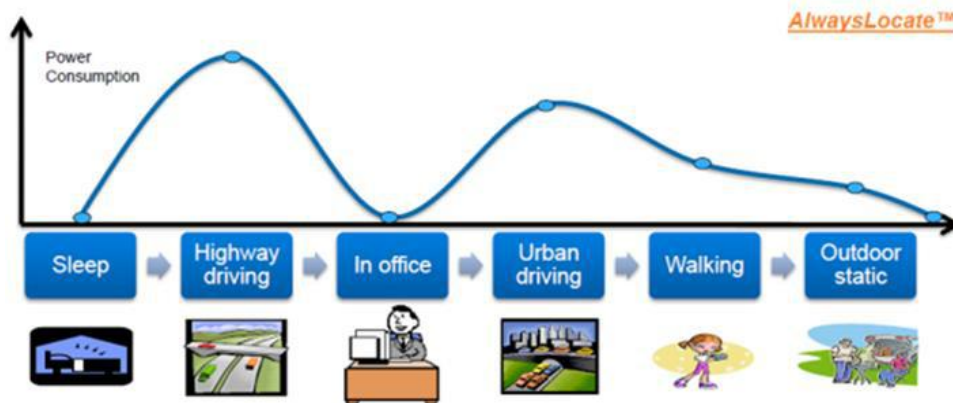 AlwaysLocate™
Power
Consumption
Sleep
Highway
driving
In office
Urban
driving
Walking
Outdoor
static